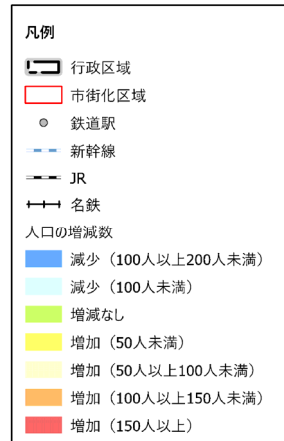 凡例
行政区域
市街化区域
鉄道駅
新幹線
JR
名鉄
人口の増減数
減少（100人以上200人未満）
減少（100人未満）
増減なし
増加（50人未満）
増加（50人以上100人未満）
増加（100人以上150人未満）
増加（150人以上）